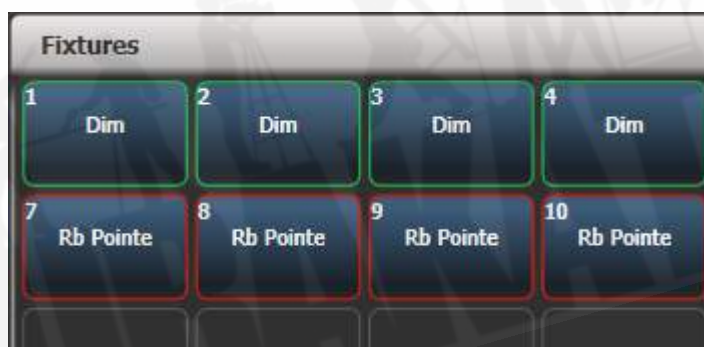 Fixtures
1 2 3 4
Dim Dim Dim Dim
7 8 9 10
Rb Pointe Rb Pointe Rb Pointe Rb Pointe